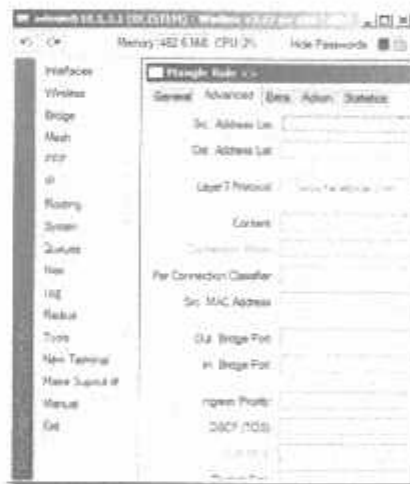 Memory: 482.6 MiB CPU: 2% Hide Passwords
Interfaces
Wireless
Bridge
Mesh
PPP
IP
Routing
System
Queues
Files
Log
Radius
Tools
New Terminal
Make Supout.rif
Manual
Exit
Mangle Rule <>
General Advanced Extra Action Statistics
Src. Address List
Dst. Address List
Layer7 Protocol
Content
Per Connection Classifier
Src. MAC Address
Out. Bridge Port
In. Bridge Port
Ingress Priority
DSCP (TOS)